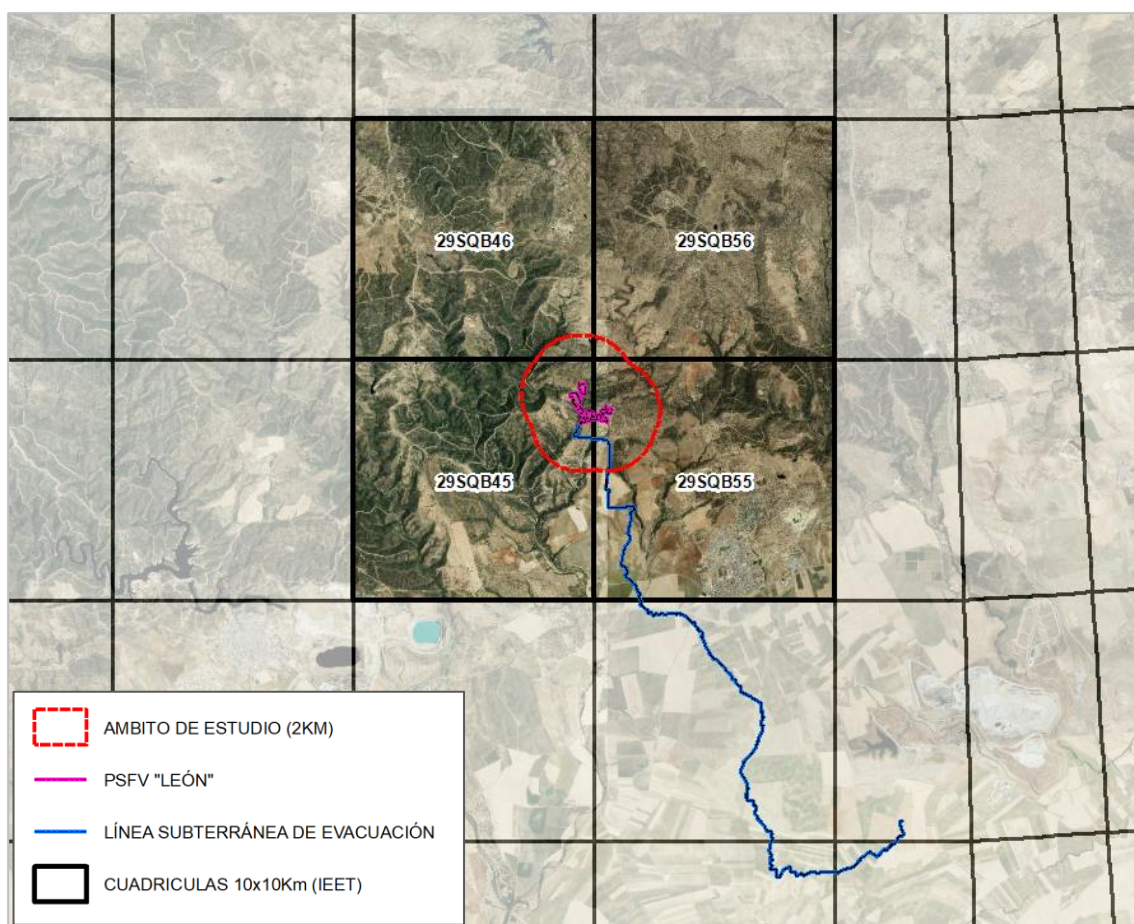 29SQB46
29SQB56
29SQB45
29SQB55
AMBITO DE ESTUDIO (2KM)
PSFV "LEÓN"
LÍNEA SUBTERRÁNEA DE EVACUACIÓN
CUADRICULAS 10x10Km (IEET)